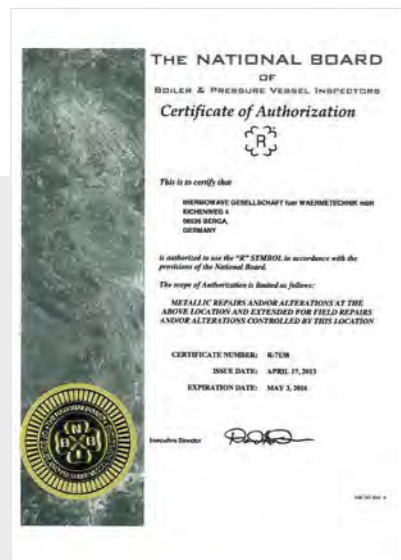 THE NATIONAL BOARD
OF
BOILER & PRESSURE VESSEL INSPECTORS
Certificate of Authorization
R
This is to certify that
THERMOWAVE GESELLSCHAFT fuer WAERMETECHNIK mbH
EICHENWEG 4
06536 BERGA,
GERMANY
is authorized to use the "R" SYMBOL in accordance with the
provisions of the National Board.
The scope of Authorization is limited as follows:
METALLIC REPAIRS AND/OR ALTERATIONS AT THE
ABOVE LOCATION AND EXTENDED FOR FIELD REPAIRS
AND/OR ALTERATIONS CONTROLLED BY THIS LOCATION
CERTIFICATE NUMBER: R-7138
ISSUE DATE: APRIL 17, 2013
EXPIRATION DATE: MAY 3, 2016
Executive Director
N
B B
I